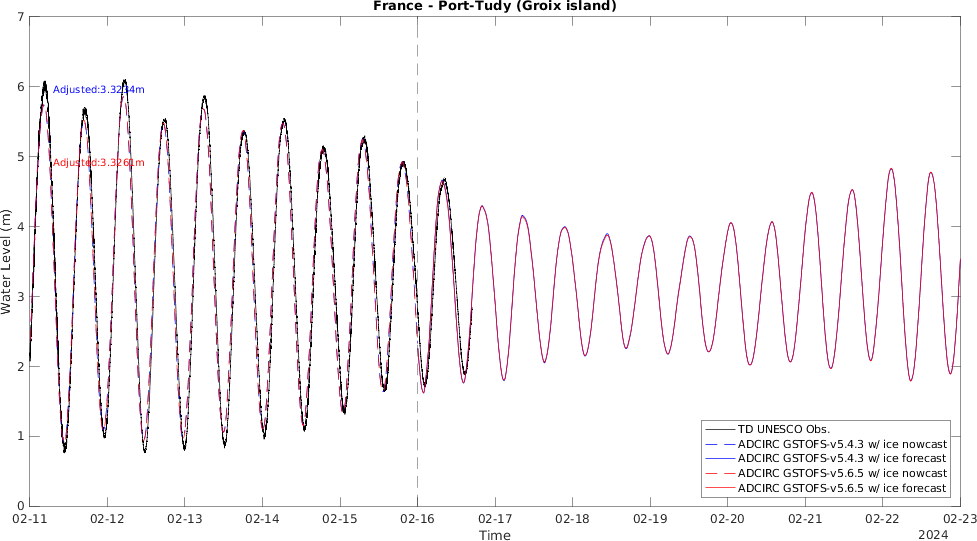 France - Port-Tudy (Groix island)
Water Level (m)
7
6
5
4
3
2
1
0
Adjusted:3.3234m
Adjusted:3.3261m
TD UNESCO Obs.
ADCIRC GSTOFS-v5.4.3 w/ ice nowcast
ADCIRC GSTOFS-v5.4.3 w/ ice forecast
ADCIRC GSTOFS-v5.6.5 w/ ice nowcast
ADCIRC GSTOFS-v5.6.5 w/ ice forecast
02-11 02-12 02-13 02-14 02-15 02-16 02-17 02-18 02-19 02-20 02-21 02-22 02-23
Time
2024